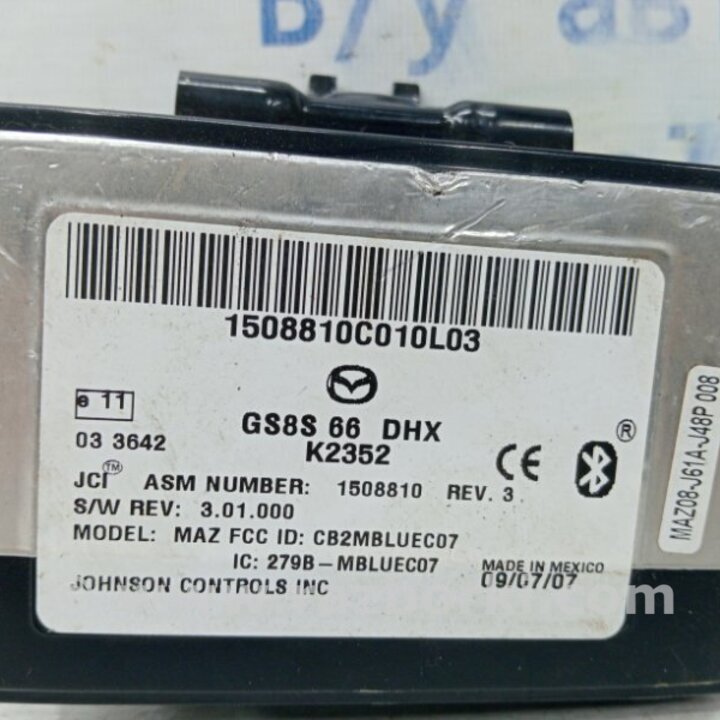 б/у ав
1508810C010L03
e 11
GS8S 66 DHX
K2352
03 3642
JCI™ ASM NUMBER: 1508810 REV. 3
®
S/W REV: 3.01.000
MODEL: MAZ FCC ID: CB2MBLUEC07
IC: 279B-MBLUEC07
MADE IN MEXICO
JOHNSON CONTROLS INC
09/07/07
MAZ08-J61A-J48P 008